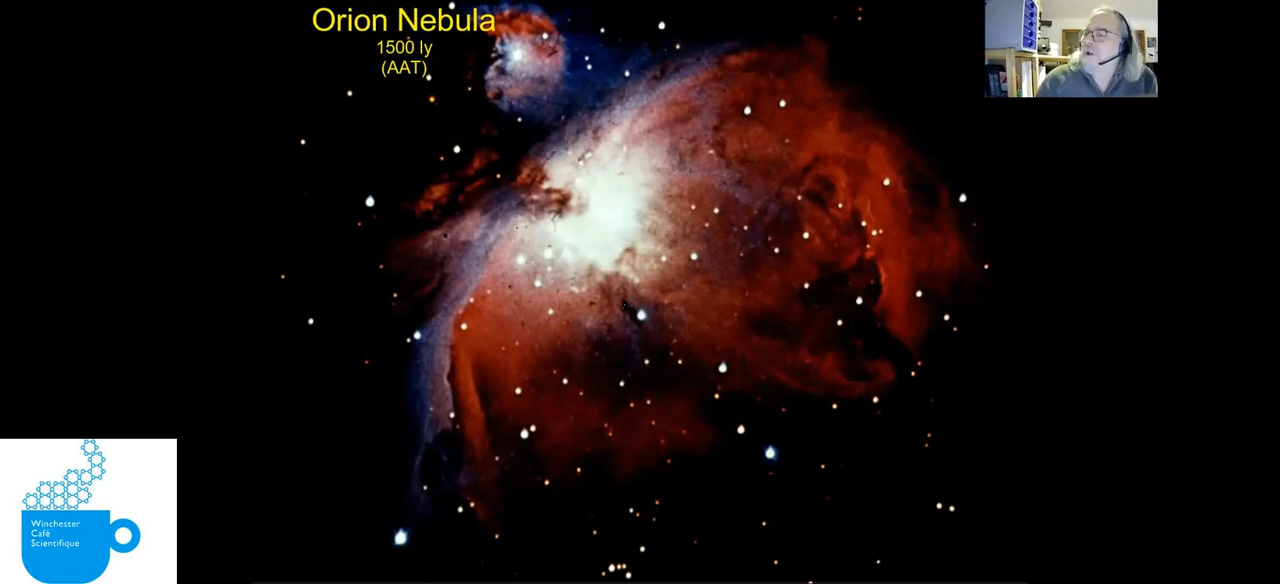 Orion Nebula
1500 ly
(AAT)
Winchester
Café
Scientifique